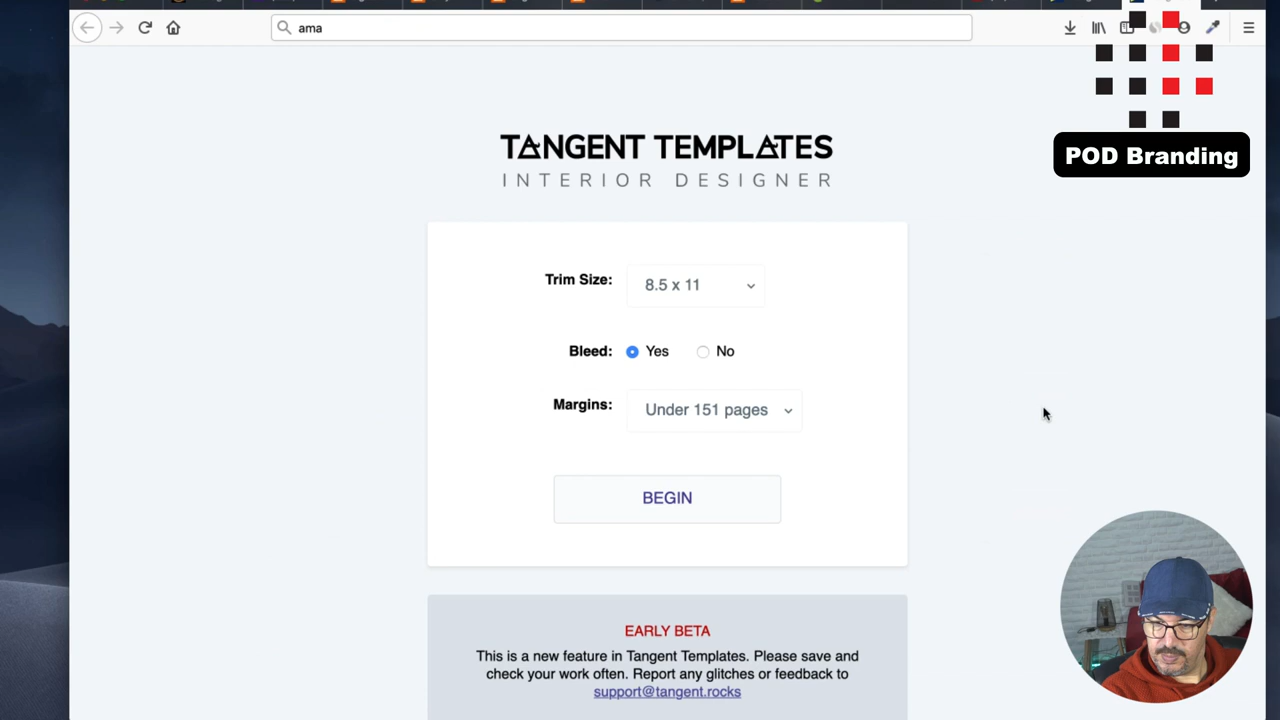 ama
POD Branding
TANGENT TEMPLATES
INTERIOR DESIGNER
Trim Size: 8.5 x 11
Bleed: Yes No
Margins: Under 151 pages
BEGIN
EARLY BETA
This is a new feature in Tangent Templates. Please save and
check your work often. Report any glitches or feedback to
support@tangent.rocks